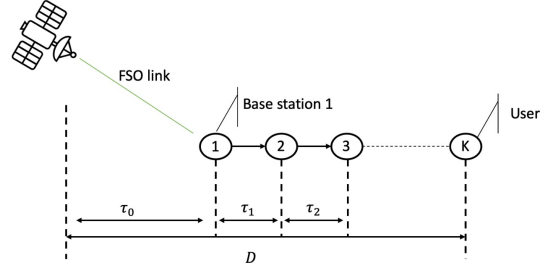 FSO link
Base station 1
User
1
2
3
K
τ₀
τ₁
τ₂
D